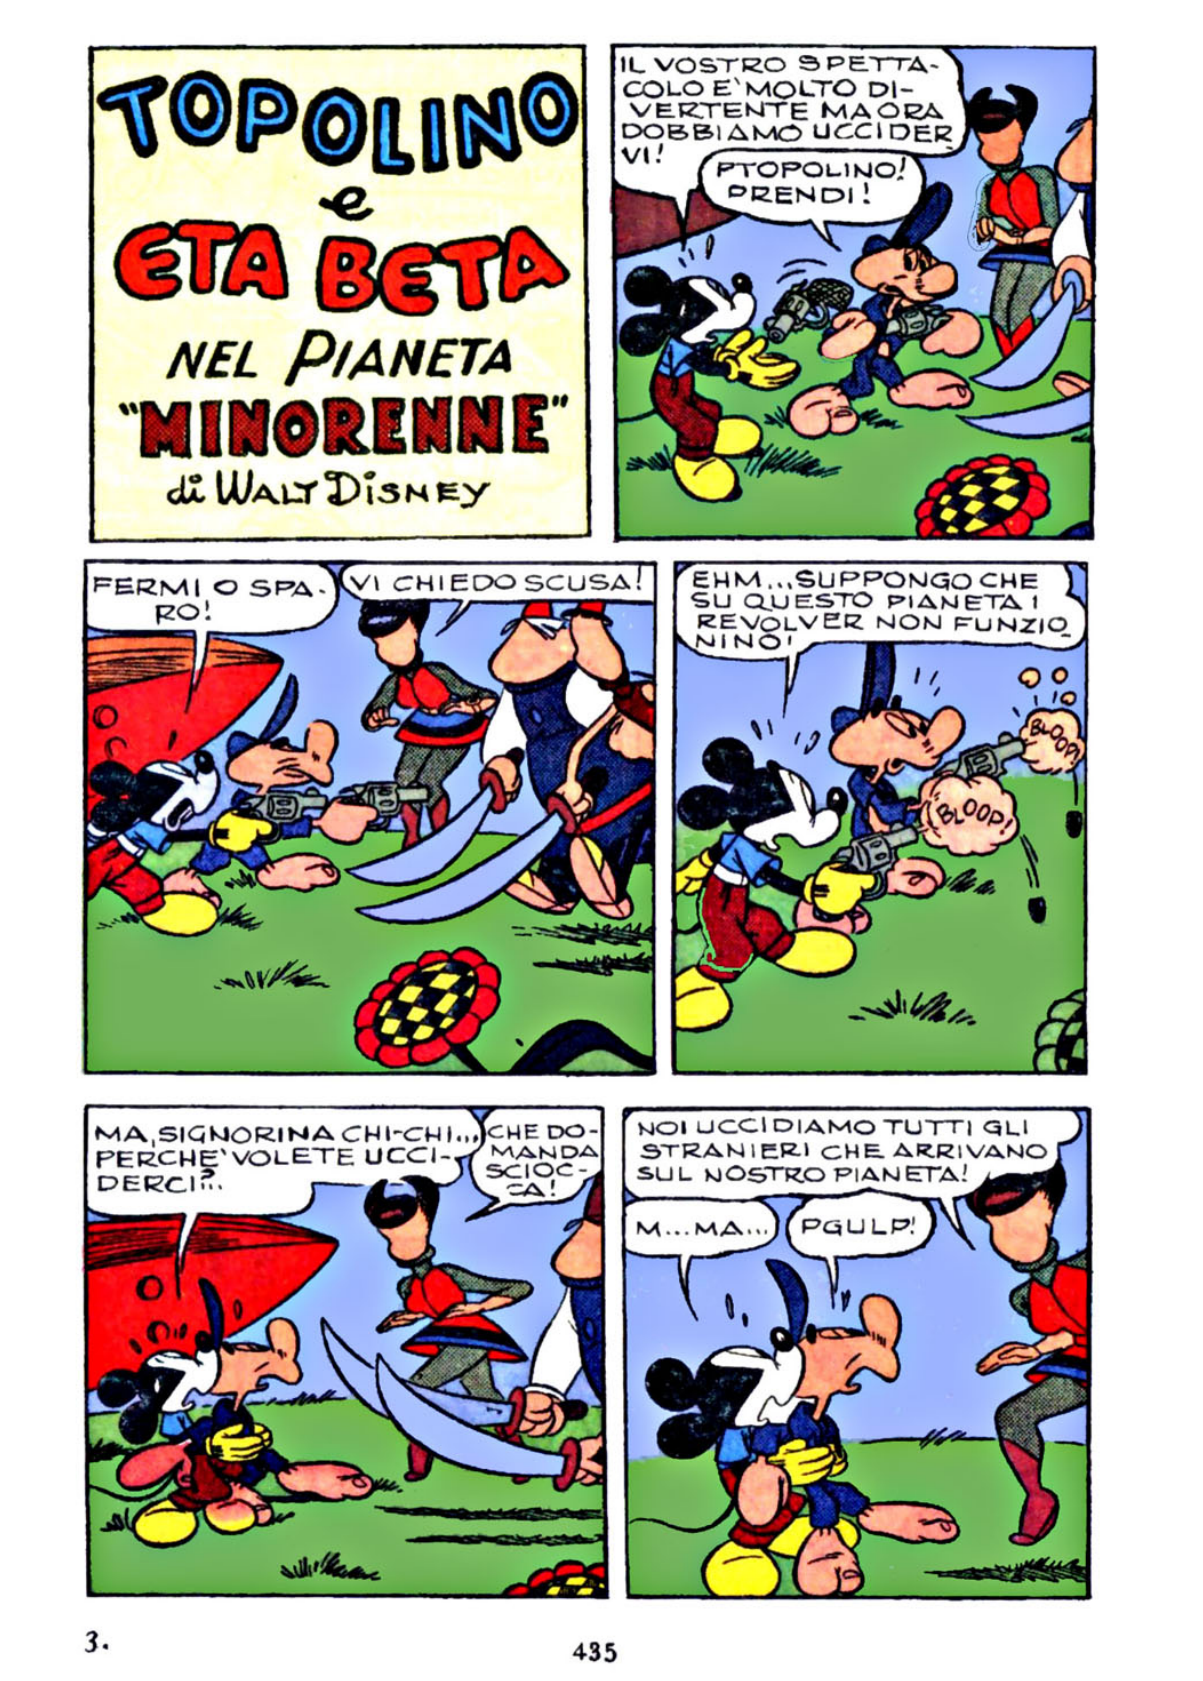 TOPOLINO
e
ETA BETA
NEL PIANETA
"MINORENNE"
di WALT DISNEY
IL VOSTRO SPETTA-
COLO E' MOLTO DI-
VERTENTE MA ORA
DOBBIAMO UCCIDER
VI!
PTOPOLINO!
PRENDI!
FERMI O SPA-
RO!
VI CHIEDO SCUSA!
EHM...SUPPONGO CHE
SU QUESTO PIANETA I
REVOLVER NON FUNZIO
NINO!
BLOOP!
BLOOP!
MA, SIGNORINA CHI-CHI...
PERCHE' VOLETE UCCI-
DERCI?..
CHE DO-
MANDA
SCIOC-
CA!
NOI UCCIDIAMO TUTTI GLI
STRANIERI CHE ARRIVANO
SUL NOSTRO PIANETA!
M...MA...
PGULP!
3.
435